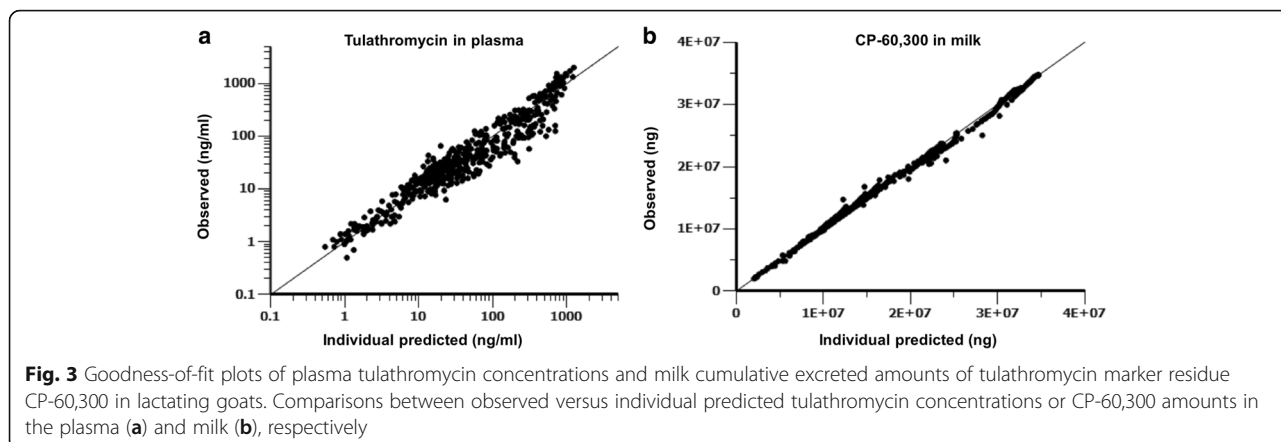 a
Tulathromycin in plasma
1000
100
10
1
0.1
Observed (ng/ml)
0.1 1 10 100 1000
Individual predicted (ng/ml)
b
CP-60,300 in milk
4E+07
3E+07
2E+07
1E+07
0
Observed (ng)
0 1E+07 2E+07 3E+07 4E+07
Individual predicted (ng)
Fig. 3 Goodness-of-fit plots of plasma tulathromycin concentrations and milk cumulative excreted amounts of tulathromycin marker residue
CP-60,300 in lactating goats. Comparisons between observed versus individual predicted tulathromycin concentrations or CP-60,300 amounts in
the plasma (a) and milk (b), respectively